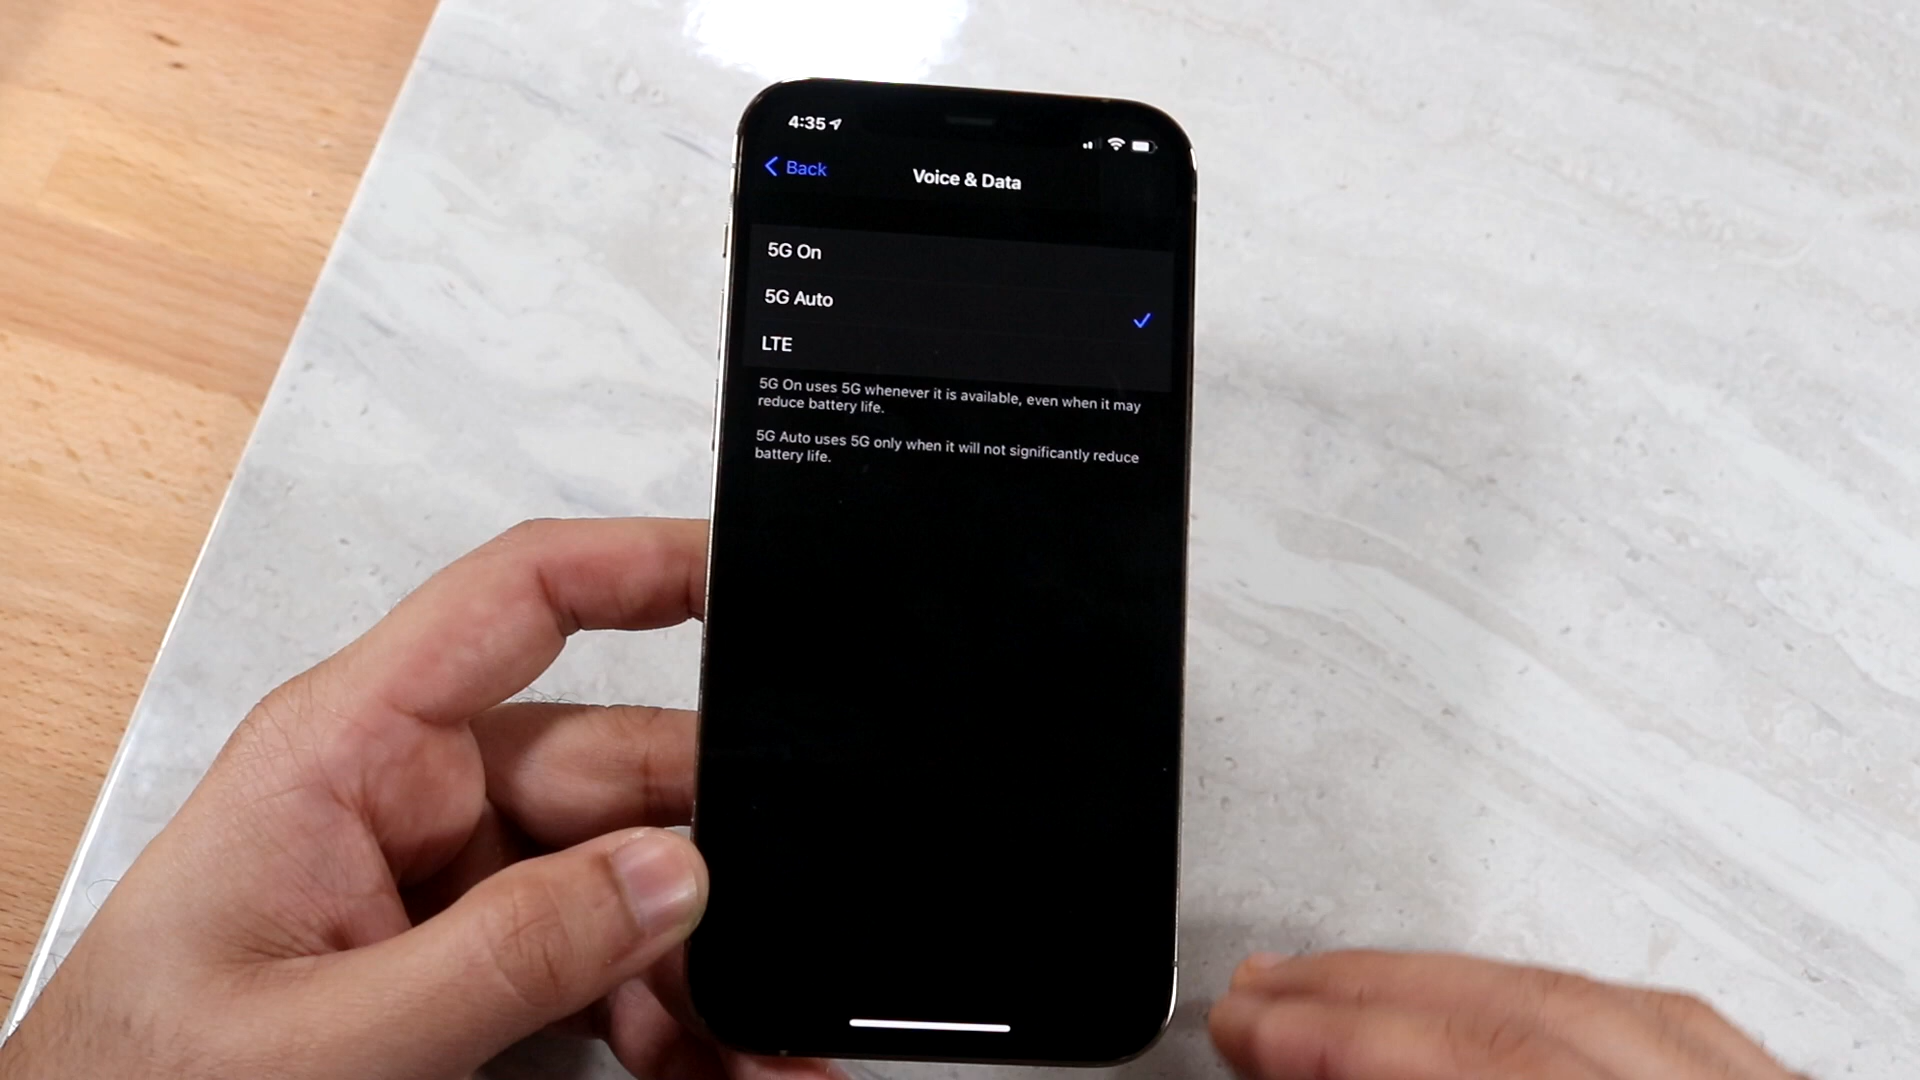 4:35
Back
Voice & Data
5G On
5G Auto
LTE
5G On uses 5G whenever it is available, even when it may
reduce battery life.
5G Auto uses 5G only when it will not significantly reduce
battery life.